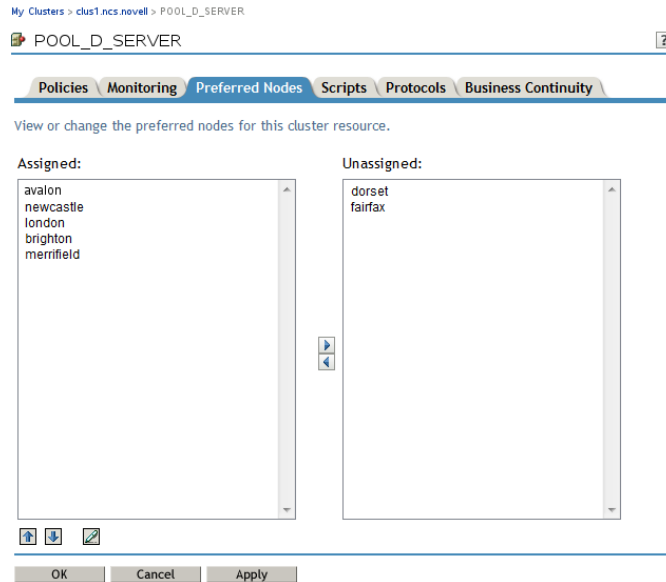 My Clusters > clus1.ncs.novell > POOL_D_SERVER
POOL_D_SERVER
?
Policies Monitoring Preferred Nodes Scripts Protocols Business Continuity
View or change the preferred nodes for this cluster resource.
Assigned: Unassigned:
avalon dorset
newcastle fairfax
london
brighton
merrifield
OK Cancel Apply